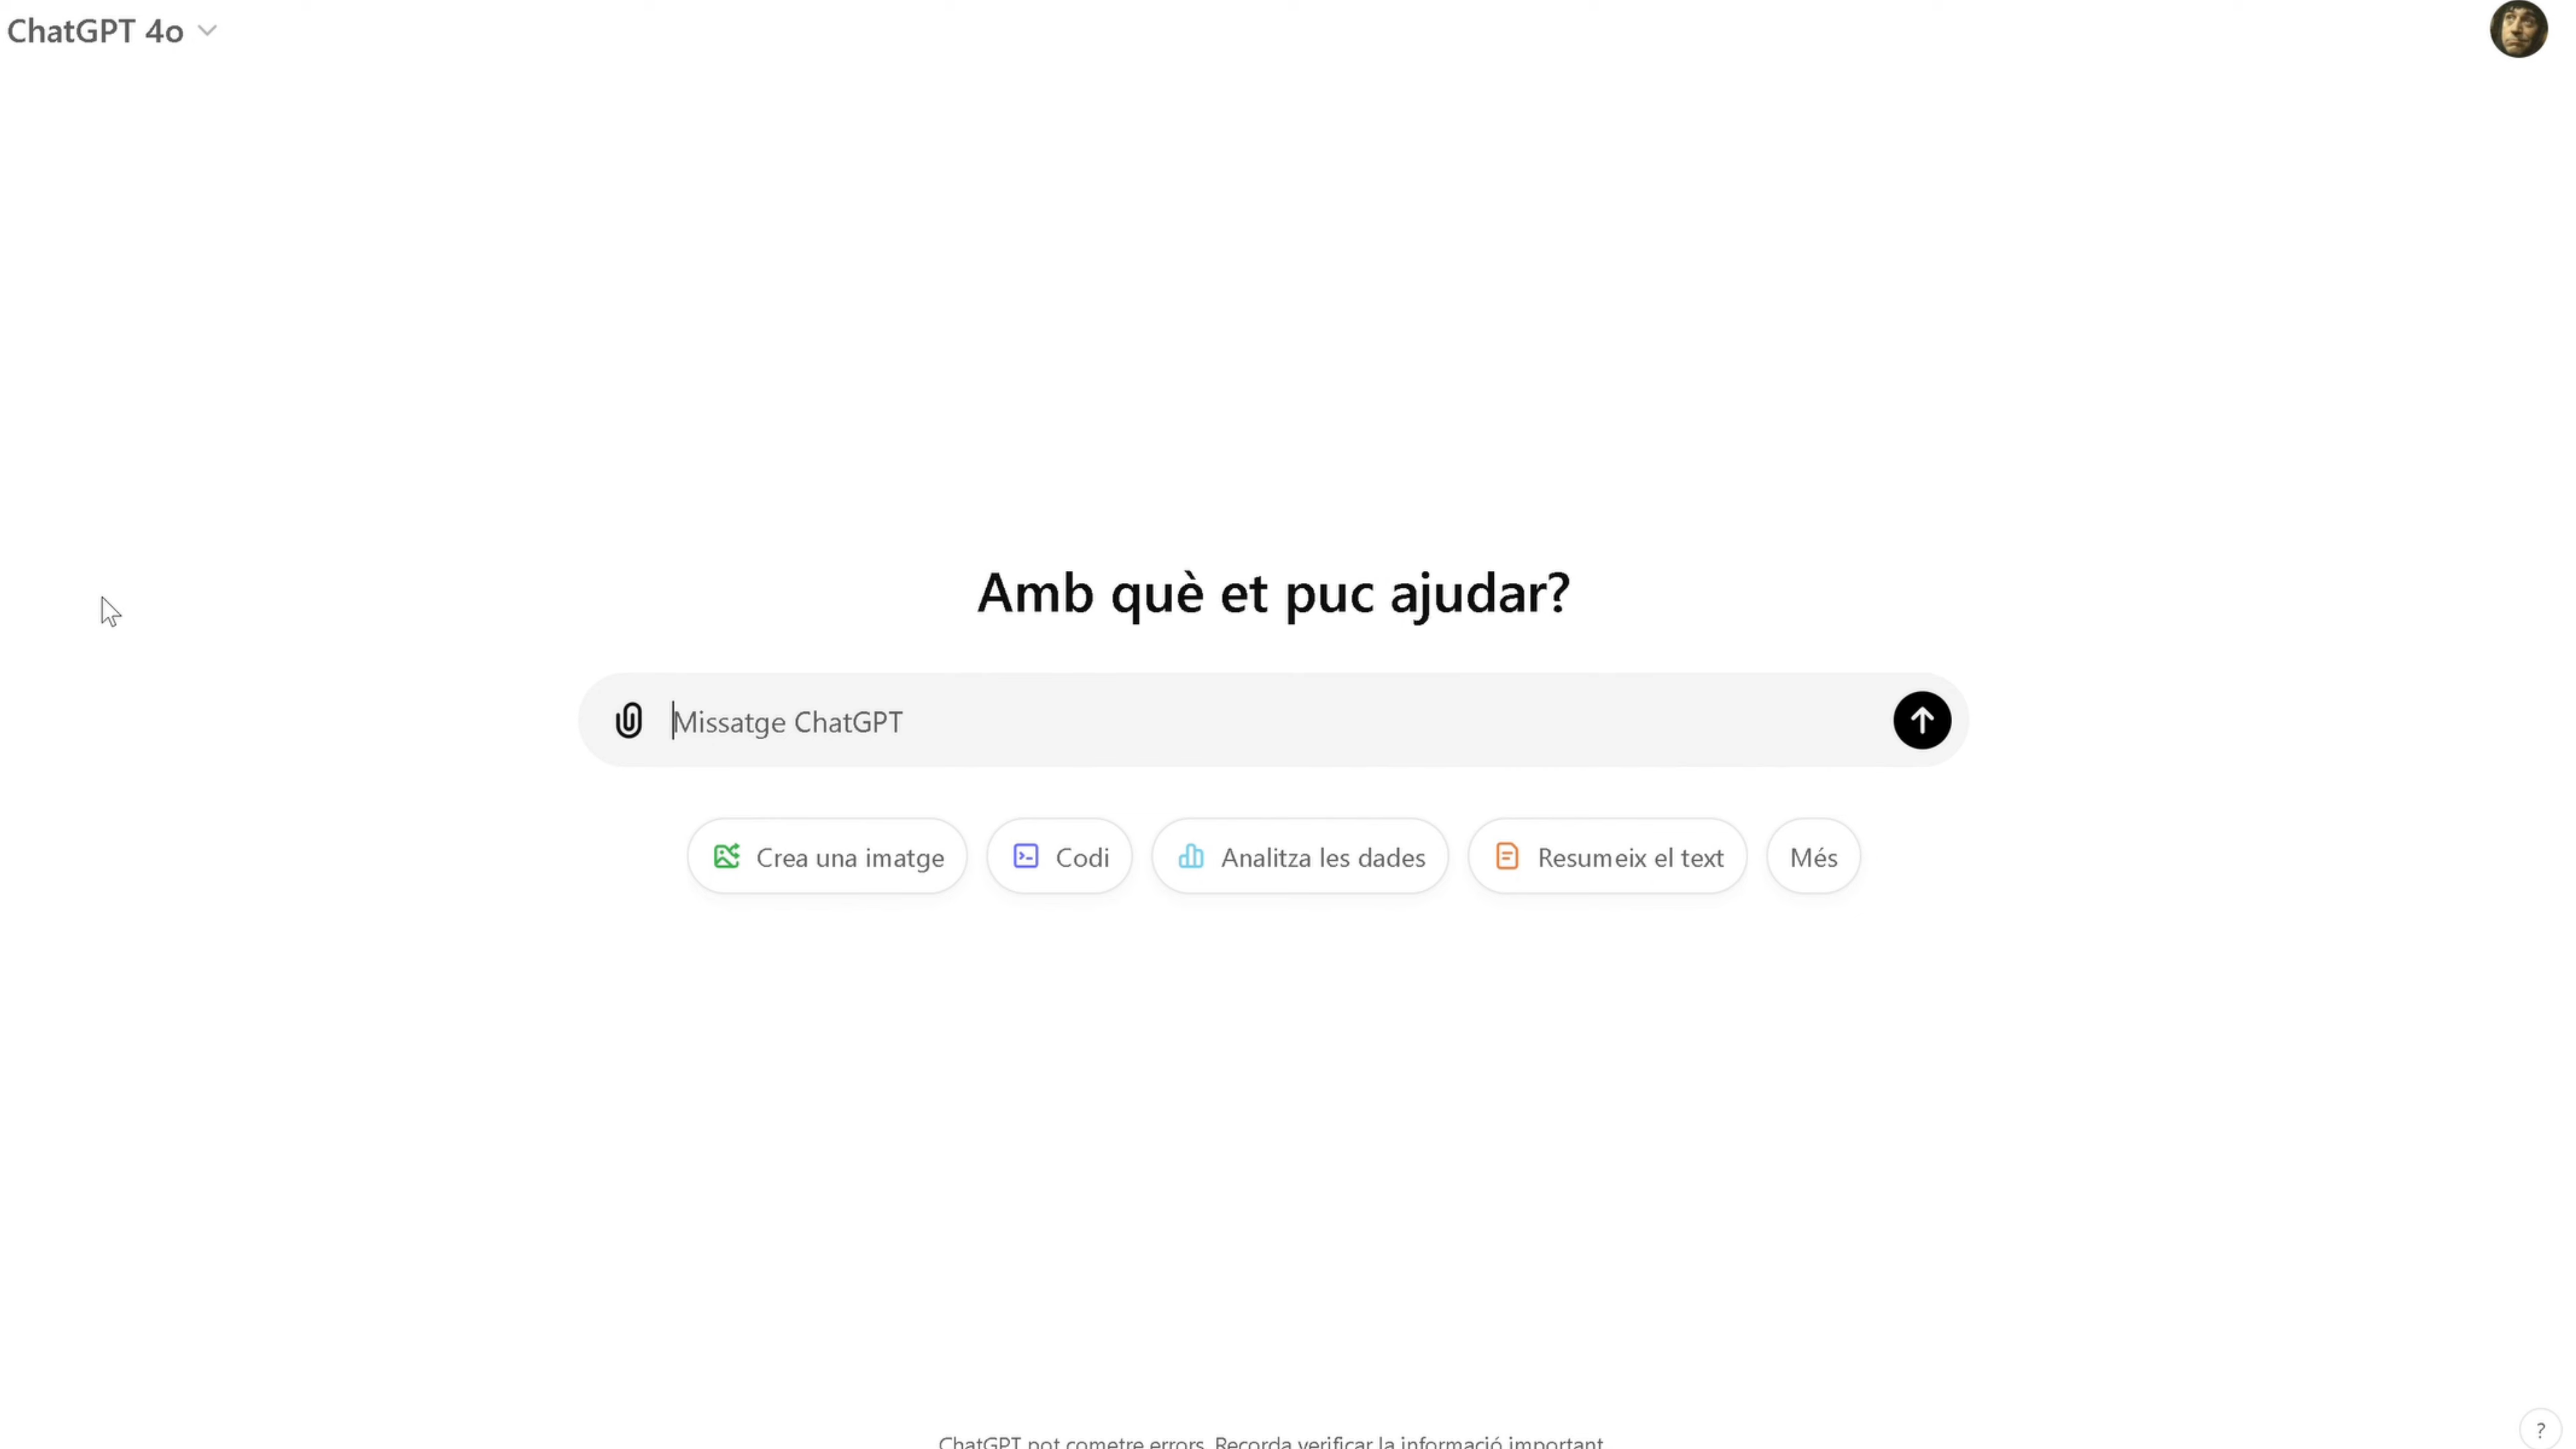 ChatGPT 4o
Amb què et puc ajudar?
Missatge ChatGPT
Crea una imatge
Codi
Analitza les dades
Resumeix el text
Més
ChatGPT pot cometre errors. Recorda verificar la informació important.
?